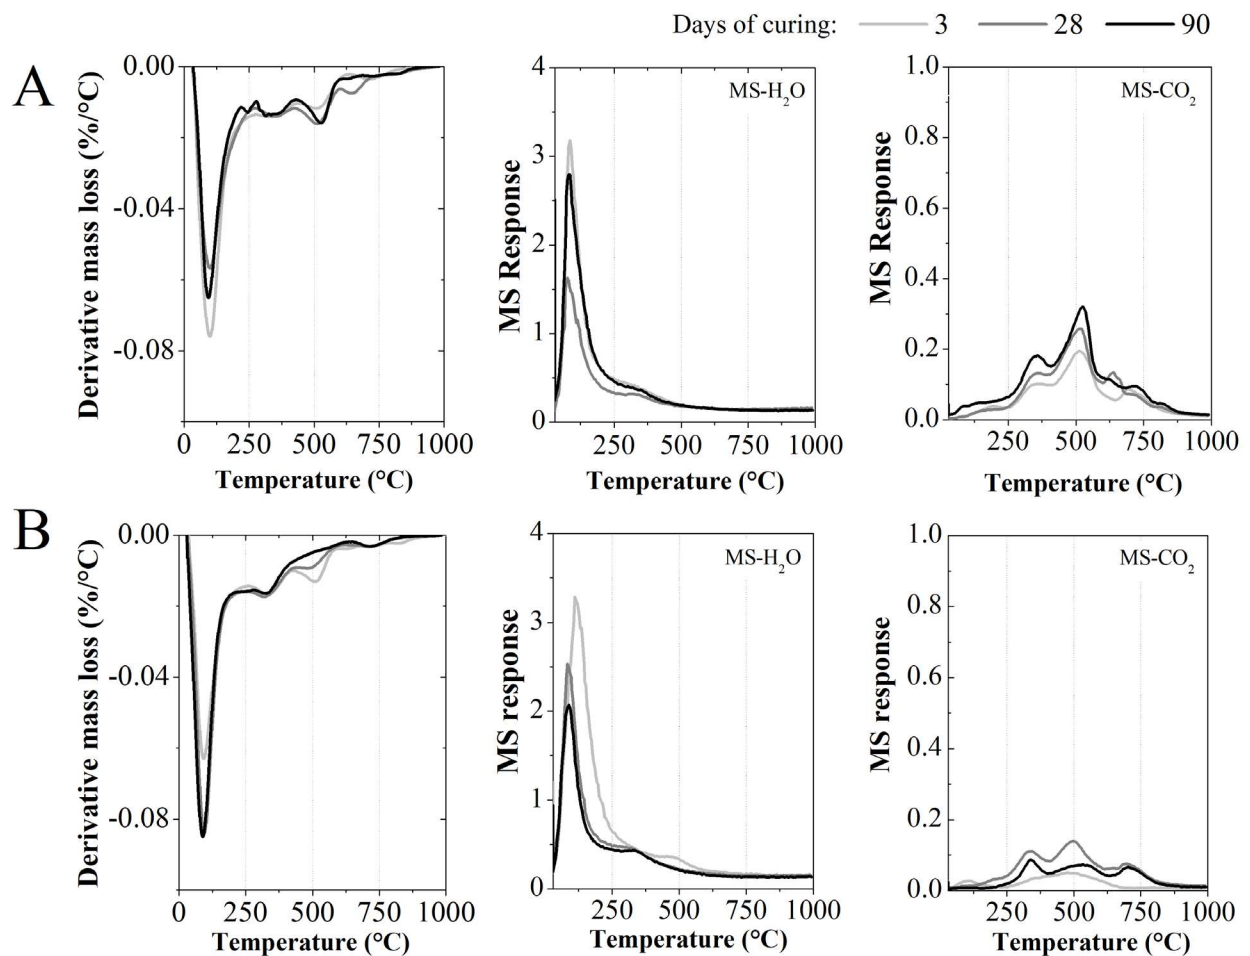 Days of curing: 3 28 90
A
Derivative mass loss (%/°C)
0.00
-0.04
-0.08
0 250 500 750 1000
Temperature (°C)
MS Response
4
3
2
1
0
MS-H₂O
250 500 750 1000
Temperature (°C)
MS Response
1.0
0.8
0.6
0.4
0.2
0.0
MS-CO₂
250 500 750 1000
Temperature (°C)
B
Derivative mass loss (%/°C)
0.00
-0.04
-0.08
0 250 500 750 1000
Temperature (°C)
MS response
4
3
2
1
0
MS-H₂O
250 500 750 1000
Temperature (°C)
MS response
1.0
0.8
0.6
0.4
0.2
0.0
MS-CO₂
250 500 750 1000
Temperature (°C)